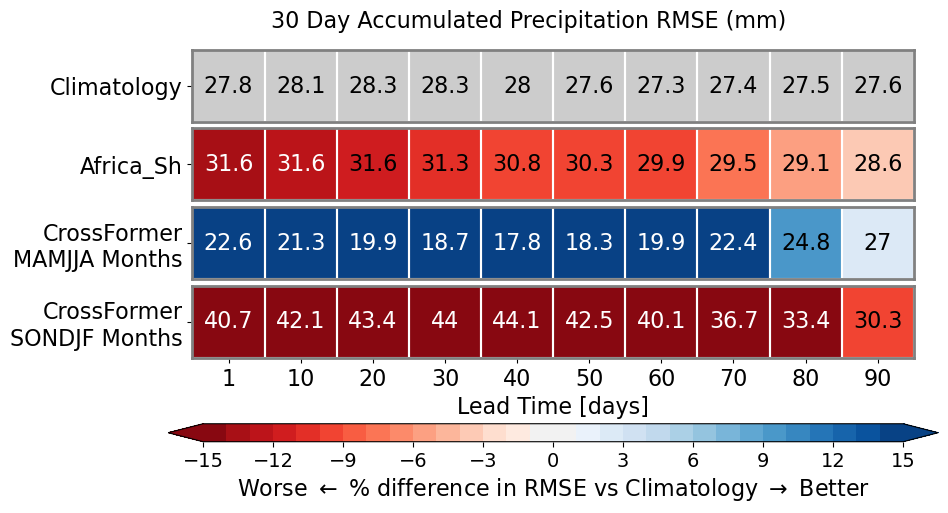 30 Day Accumulated Precipitation RMSE (mm)
Climatology 27.8 28.1 28.3 28.3 28 27.6 27.3 27.4 27.5 27.6
Africa_Sh 31.6 31.6 31.6 31.3 30.8 30.3 29.9 29.5 29.1 28.6
CrossFormer
MAMJJA Months 22.6 21.3 19.9 18.7 17.8 18.3 19.9 22.4 24.8 27
CrossFormer
SONDJF Months 40.7 42.1 43.4 44 44.1 42.5 40.1 36.7 33.4 30.3
1 10 20 30 40 50 60 70 80 90
Lead Time [days]
−15 −12 −9 −6 −3 0 3 6 9 12 15
Worse ← % difference in RMSE vs Climatology → Better